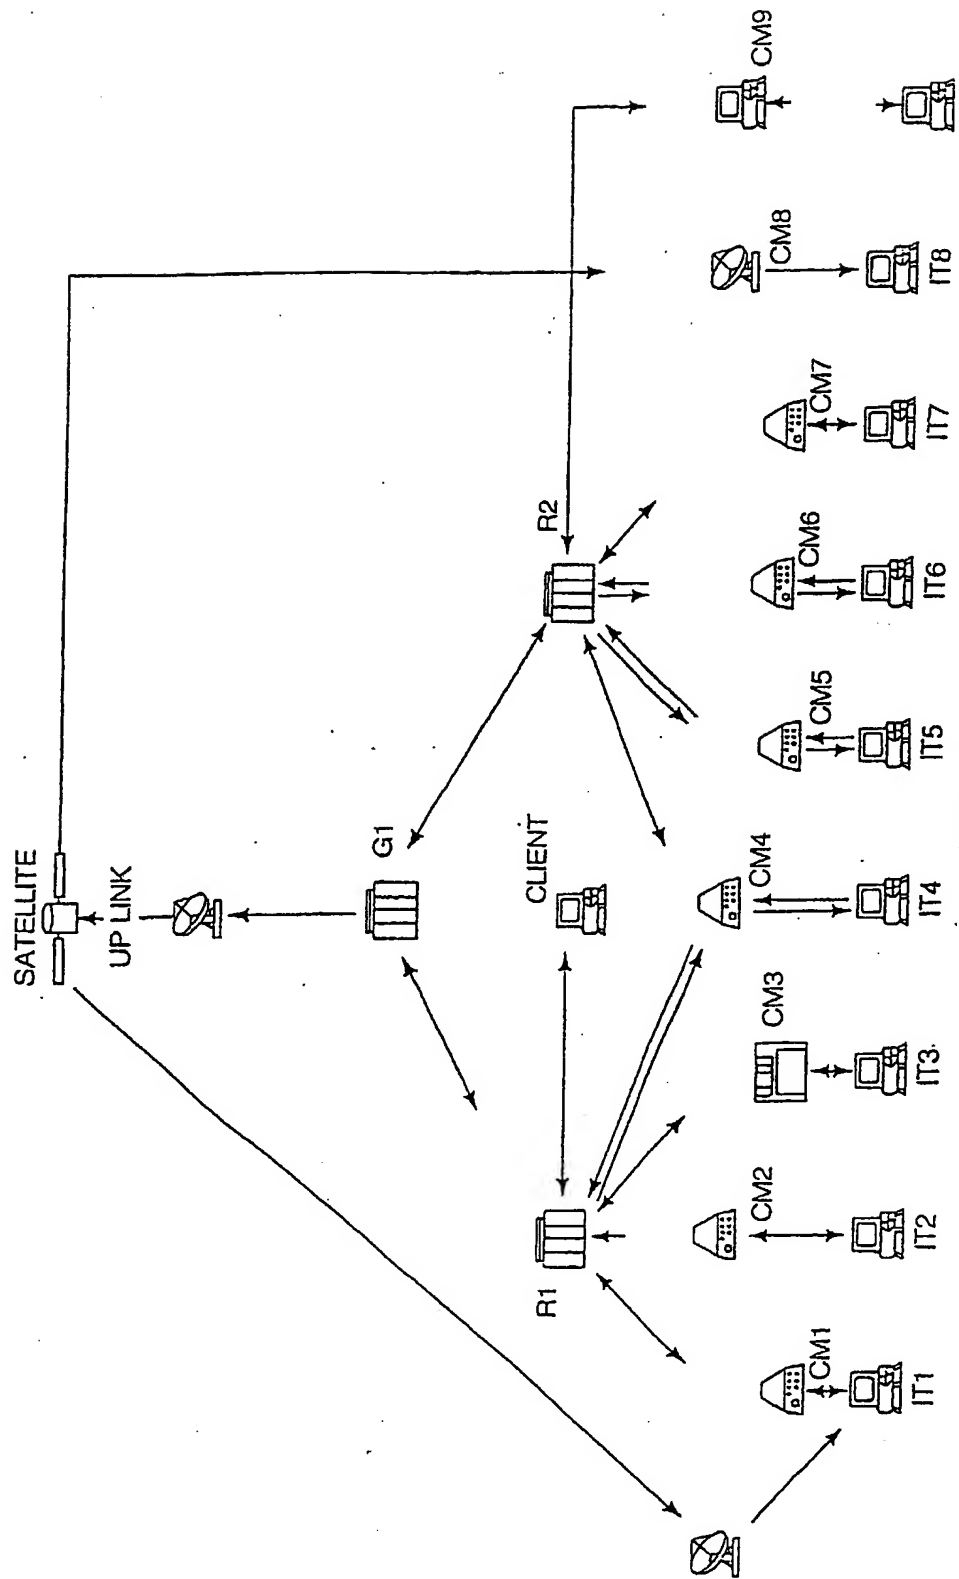 SATELLITE
UP LINK
G1
CLIENT
R1
R2
CM1
CM2
CM3
CM4
CM5
CM6
CM7
CM8
CM9
IT1
IT2
IT3
IT4
IT5
IT6
IT7
IT8